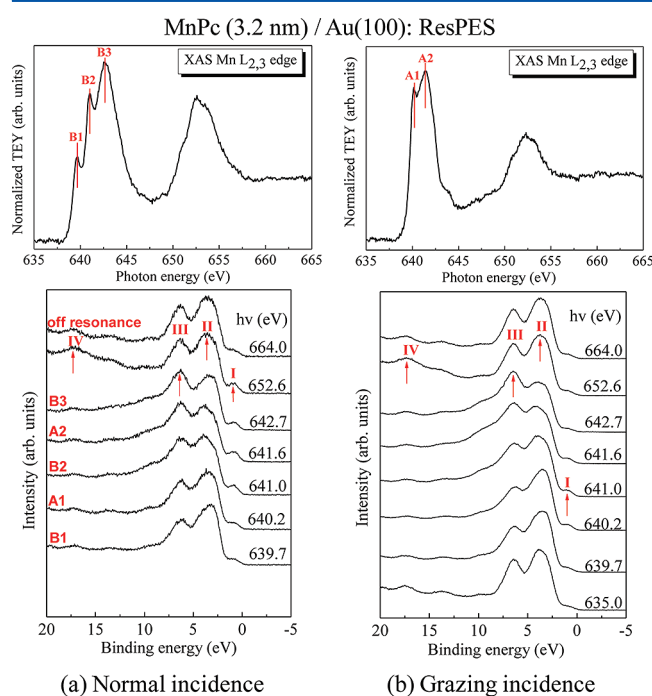 MnPc (3.2 nm) / Au(100): ResPES
XAS Mn L2,3 edge
B1
B2
B3
Normalized TEY (arb. units)
635 640 645 650 655 660 665
Photon energy (eV)
XAS Mn L2,3 edge
A1
A2
Normalized TEY (arb. units)
635 640 645 650 655 660 665
Photon energy (eV)
off resonance
hν (eV)
IV
III
II
I
664.0
652.6
B3
642.7
A2
641.6
B2
641.0
A1
640.2
B1
639.7
Intensity (arb. units)
20 15 10 5 0 -5
Binding energy (eV)
(a) Normal incidence
hν (eV)
IV
III
II
I
664.0
652.6
642.7
641.6
641.0
640.2
639.7
635.0
Intensity (arb. units)
20 15 10 5 0 -5
Binding energy (eV)
(b) Grazing incidence